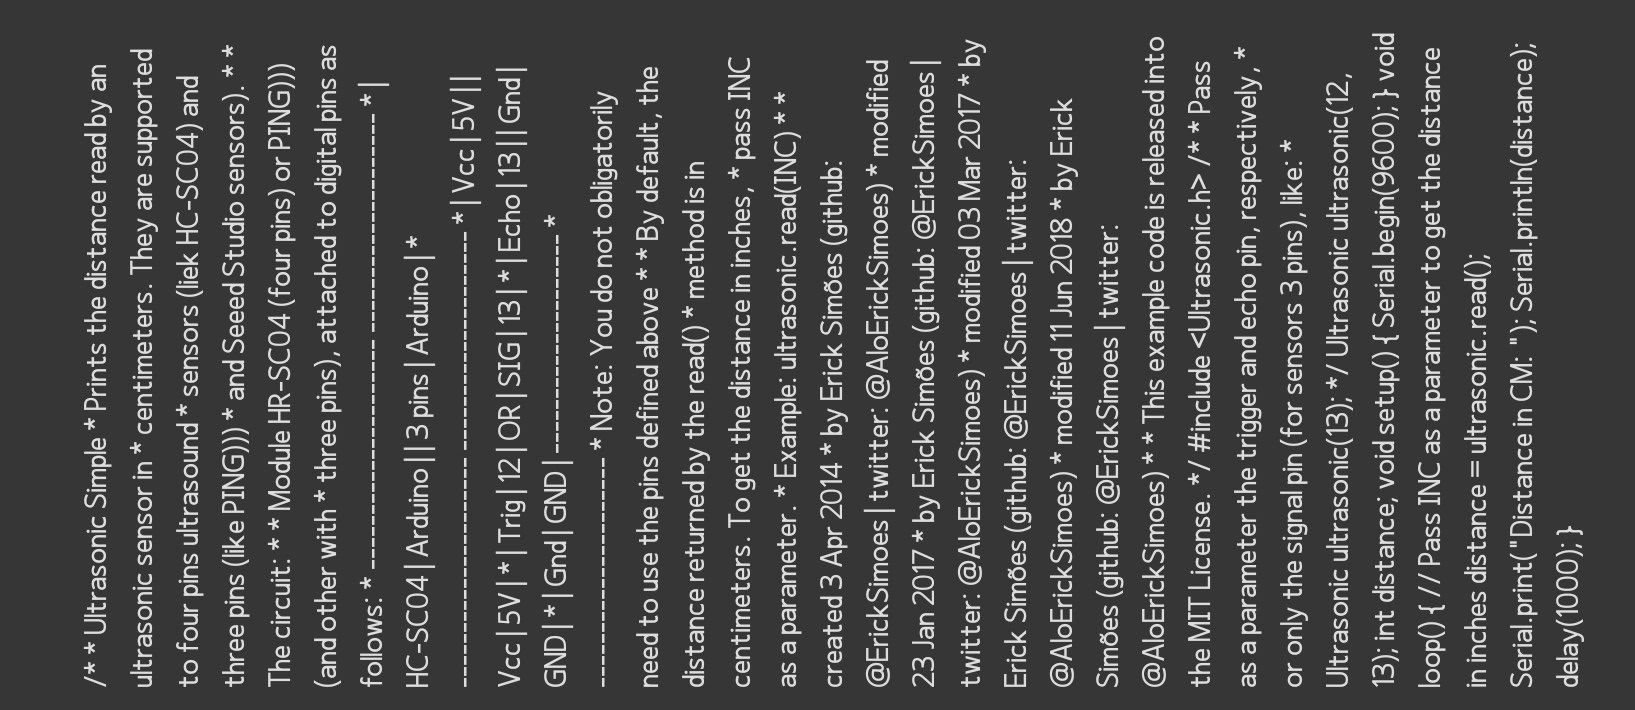 /* * Ultrasonic Simple * Prints the distance read by an
ultrasonic sensor in * centimeters. They are supported
to four pins ultrasound * sensors (liek HC-SC04) and
three pins (like PING))) * and Seeed Studio sensors). * *
The circuit: * * Module HR-SC04 (four pins) or PING)))
(and other with * three pins), attached to digital pins as
follows: * --------------------- -------------------- * |
HC-SC04 | Arduino | | 3 pins | Arduino | *
--------------------- -------------------- * | Vcc | 5V | |
Vcc | 5V | * | Trig | 12 | OR | SIG | 13 | * | Echo | 13 | | Gnd |
GND | * | Gnd | GND | -------------------- *
--------------------- * Note: You do not obligatorily
need to use the pins defined above * * By default, the
distance returned by the read() * method is in
centimeters. To get the distance in inches, * pass INC
as a parameter. * Example: ultrasonic.read(INC) * *
created 3 Apr 2014 * by Erick Simões (github:
@ErickSimoes | twitter: @AloErickSimoes) * modified
23 Jan 2017 * by Erick Simões (github: @ErickSimoes |
twitter: @AloErickSimoes) * modified 03 Mar 2017 * by
Erick Simões (github: @ErickSimoes | twitter:
@AloErickSimoes) * modified 11 Jun 2018 * by Erick
Simões (github: @ErickSimoes | twitter:
@AloErickSimoes) * * This example code is released into
the MIT License. */ #include <Ultrasonic.h> /* * Pass
as a parameter the trigger and echo pin, respectively, *
or only the signal pin (for sensors 3 pins), like: *
Ultrasonic ultrasonic(13); */ Ultrasonic ultrasonic(12,
13); int distance; void setup() { Serial.begin(9600); } void
loop() { // Pass INC as a parameter to get the distance
in inches distance = ultrasonic.read();
Serial.print("Distance in CM: "); Serial.println(distance);
delay(1000); }